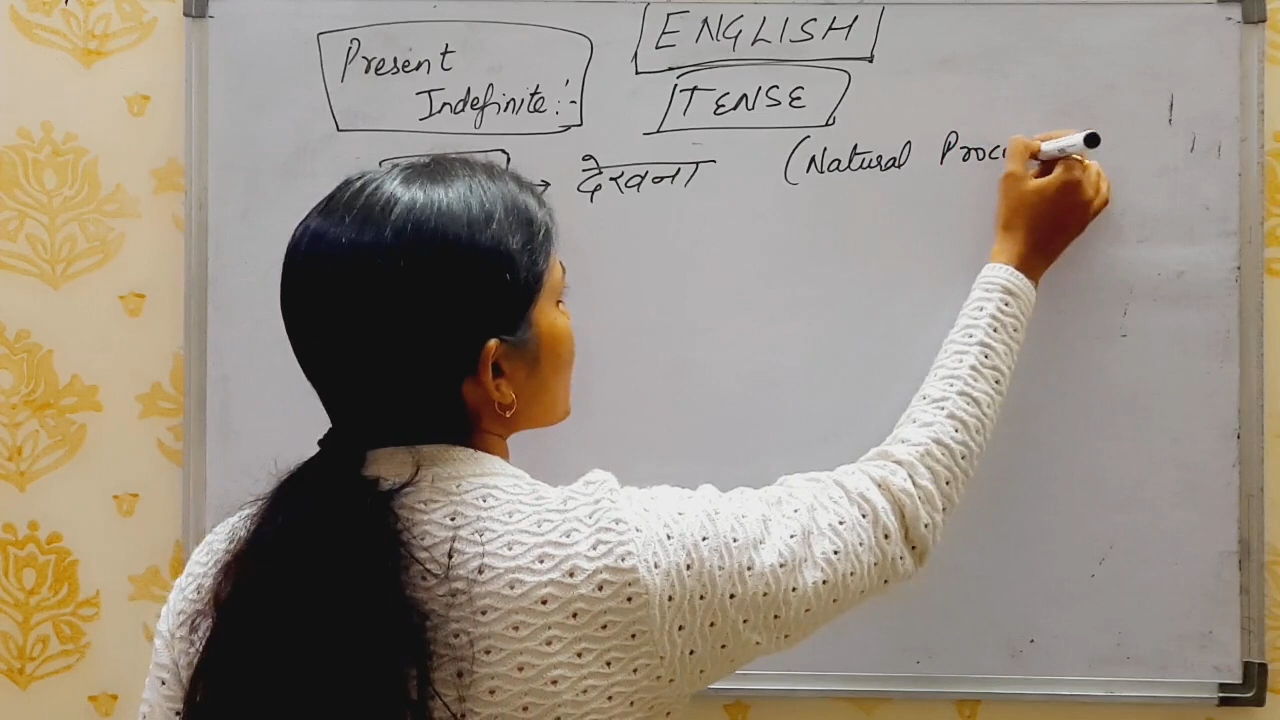 ENGLISH
TENSE
Present
Indefinite :-
→ देखना (Natural